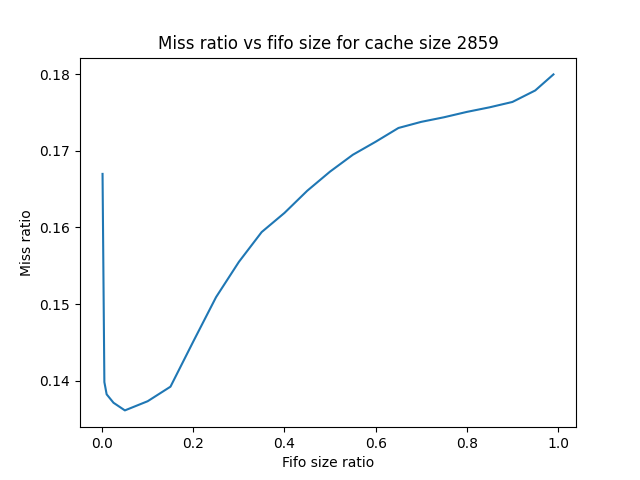 Miss ratio vs fifo size for cache size 2859
0.18
0.17
0.16
0.15
0.14
Miss ratio
0.0 0.2 0.4 0.6 0.8 1.0
Fifo size ratio